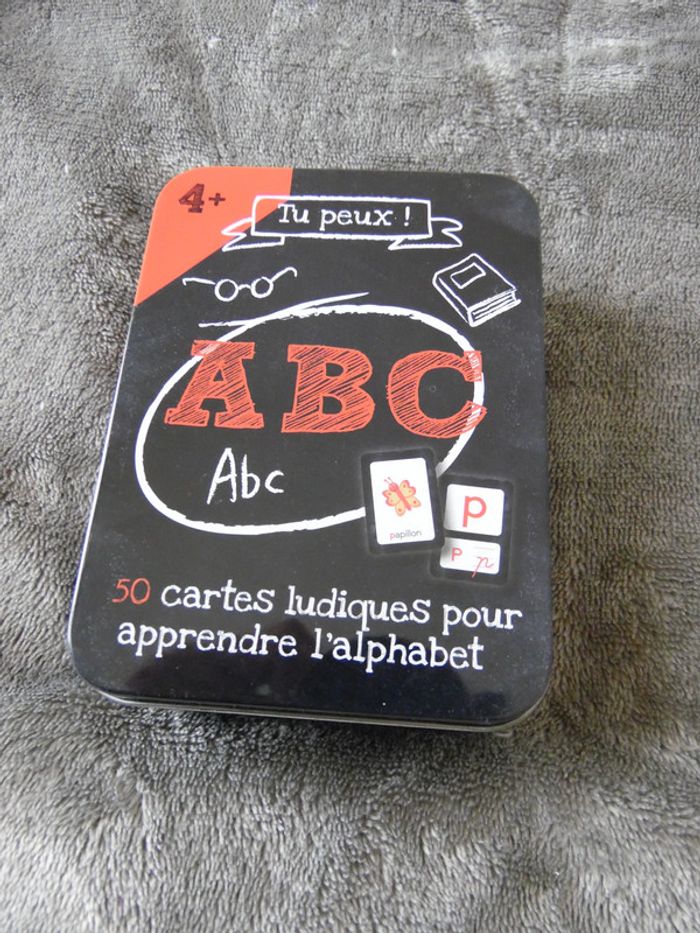 4+
Tu peux !
ABC
Abc
papillon
p
P p
50 cartes ludiques pour
apprendre l'alphabet